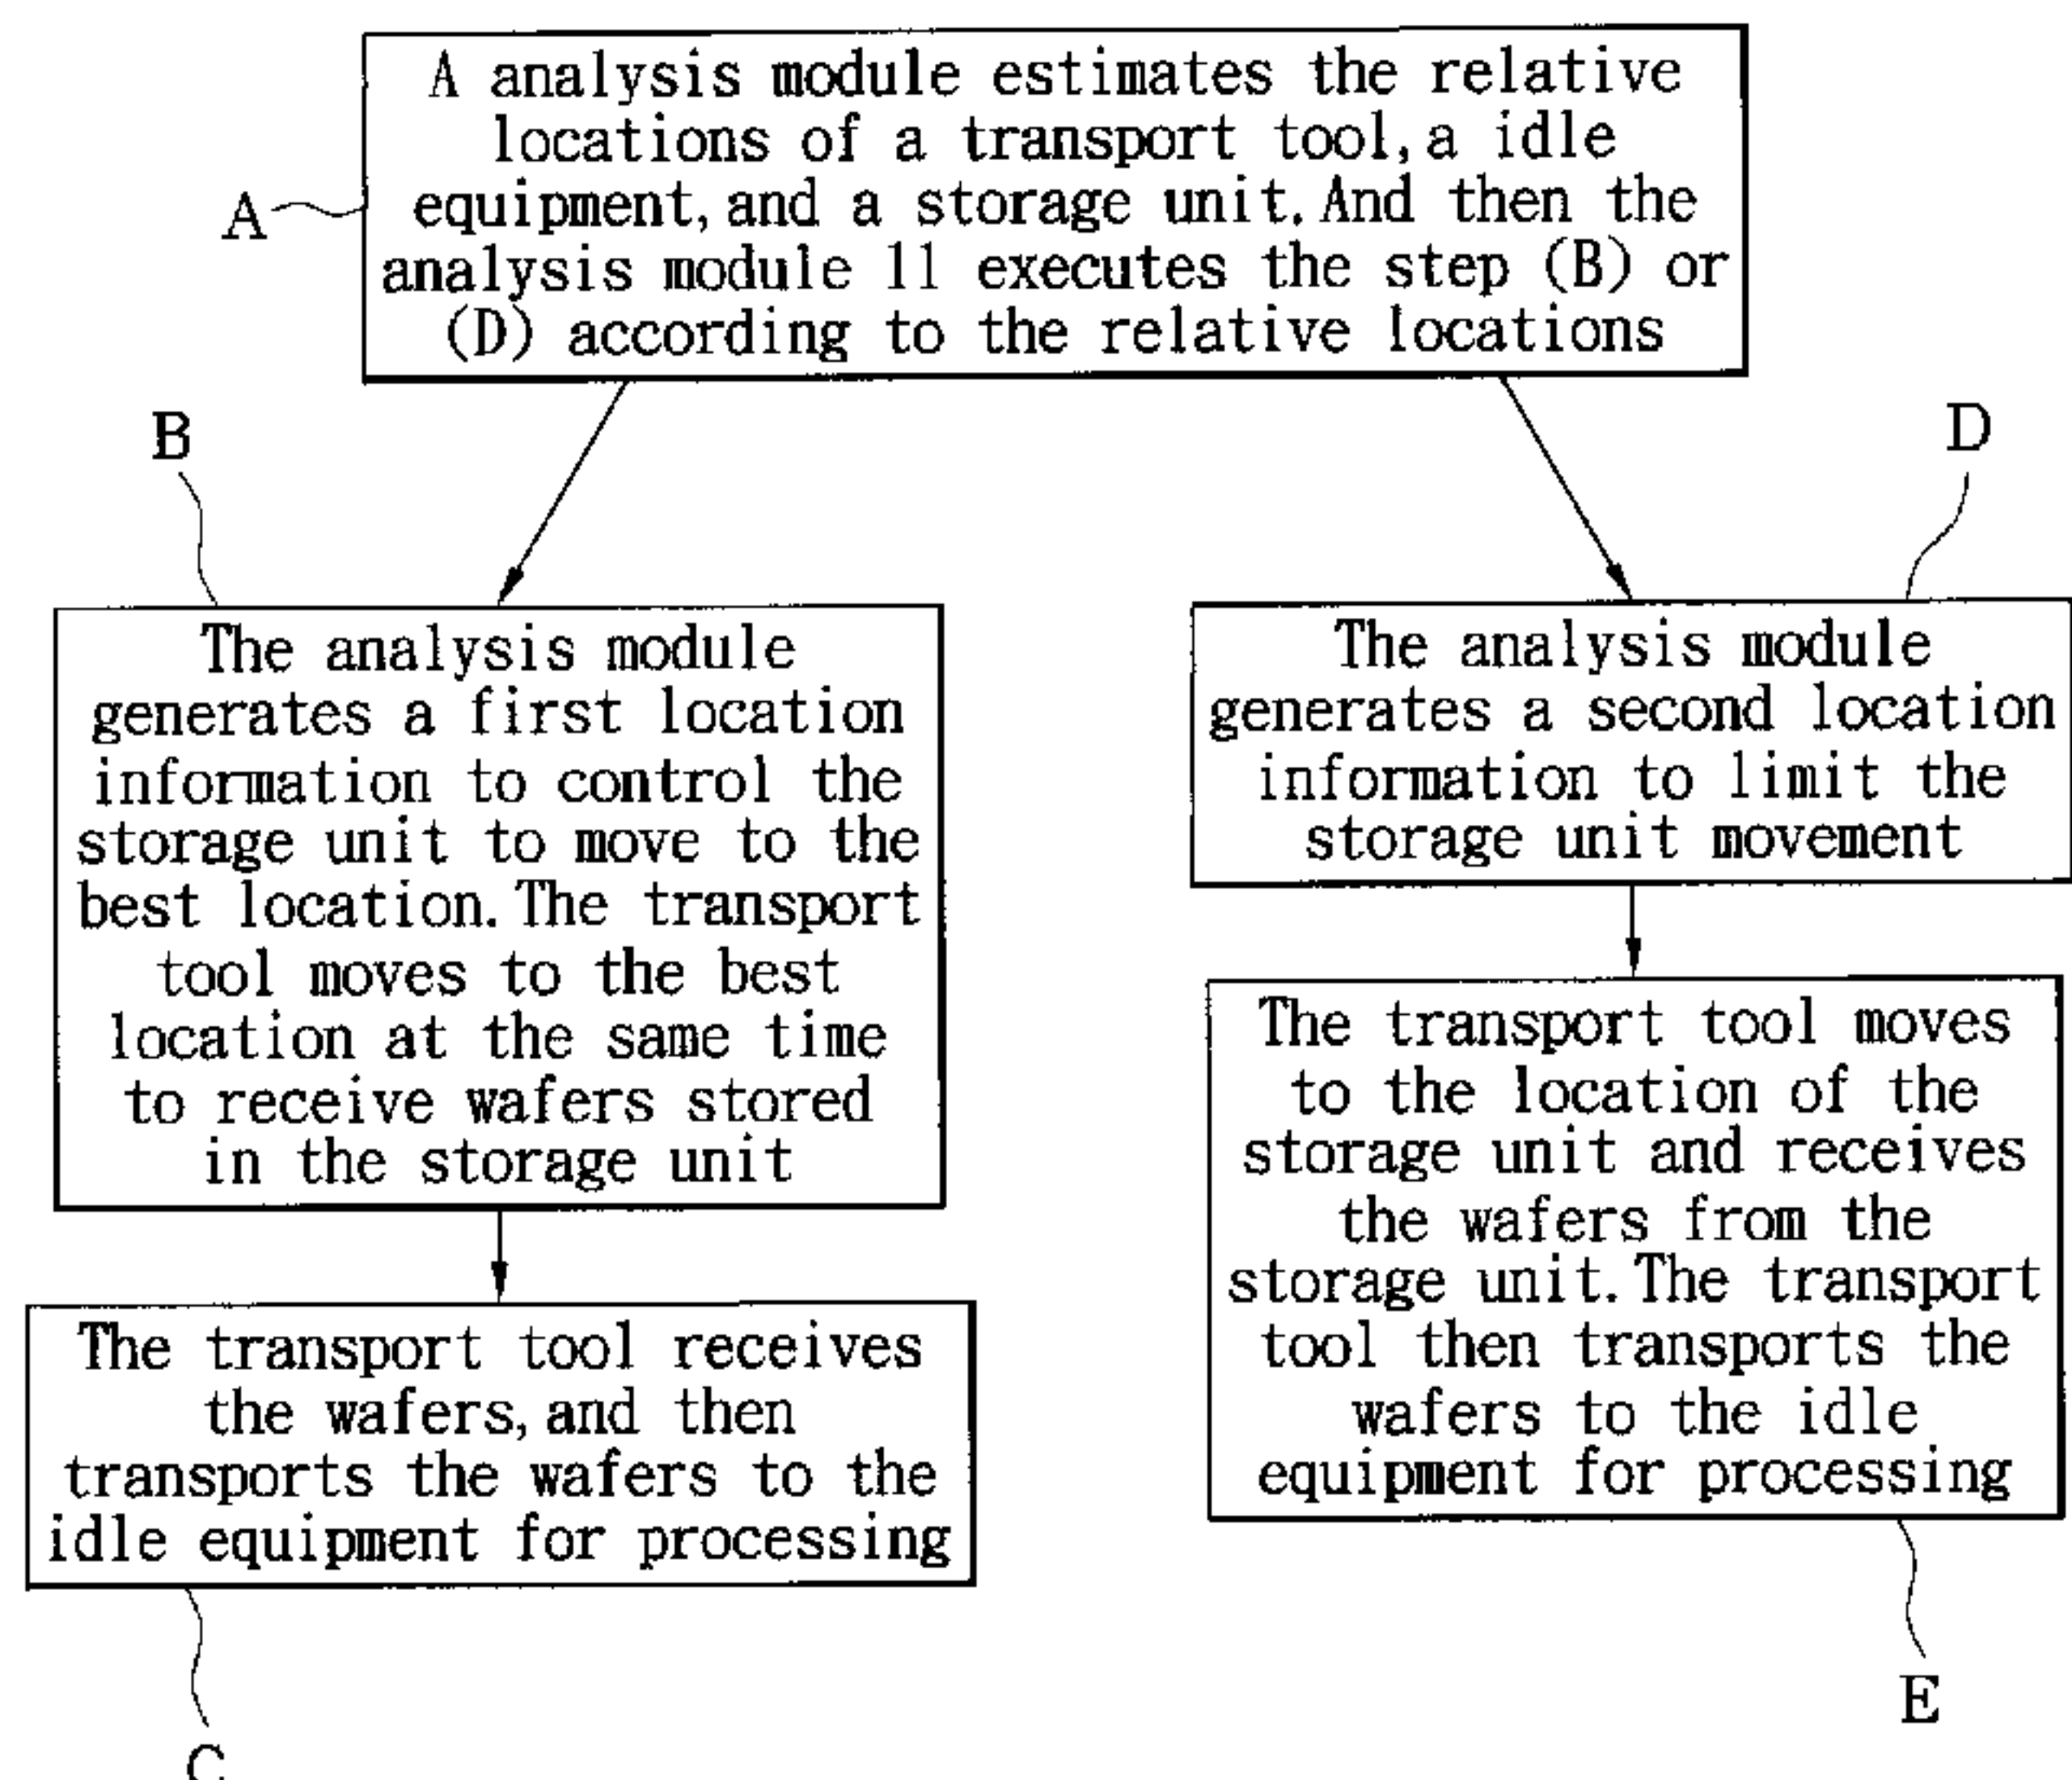 A analysis module estimates the relative
locations of a transport tool, a idle
equipment, and a storage unit. And then the
analysis module 11 executes the step (B) or
(D) according to the relative locations
A
B
D
The analysis module
generates a first location
information to control the
storage unit to move to the
best location. The transport
tool moves to the best
location at the same time
to receive wafers stored
in the storage unit
The transport tool receives
the wafers, and then
transports the wafers to the
idle equipment for processing
C
The analysis module
generates a second location
information to limit the
storage unit movement
The transport tool moves
to the location of the
storage unit and receives
the wafers from the
storage unit. The transport
tool then transports the
wafers to the idle
equipment for processing
E